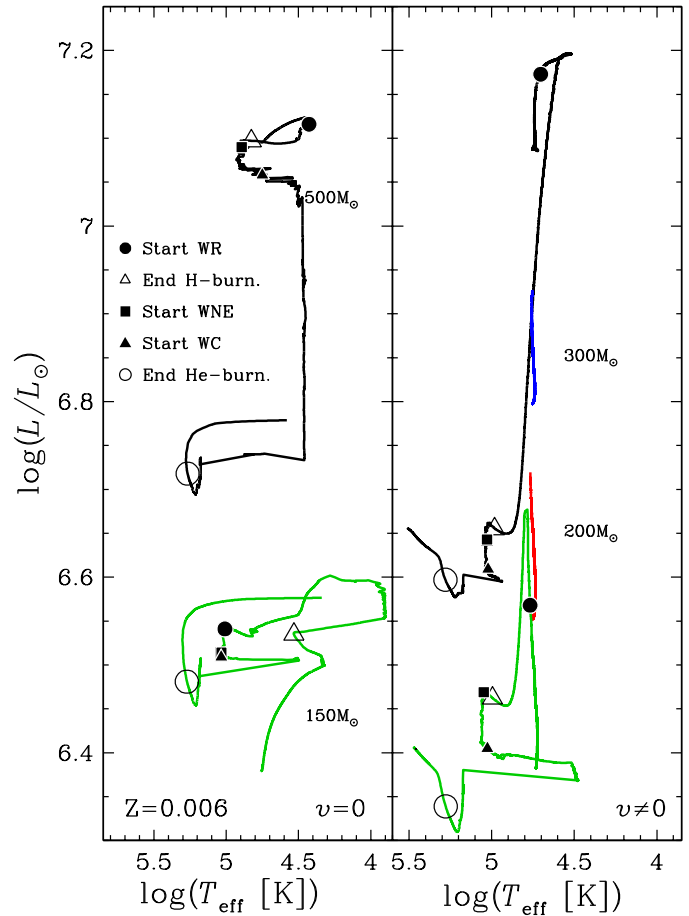 7.2
7
6.8
6.6
6.4
log(L/L⊙)
500M⊙
Start WR
End H-burn.
Start WNE
Start WC
End He-burn.
300M⊙
200M⊙
150M⊙
Z=0.006
υ=0
υ≠0
5.5 5 4.5 4
5.5 5 4.5 4
log(Teff [K])
log(Teff [K])